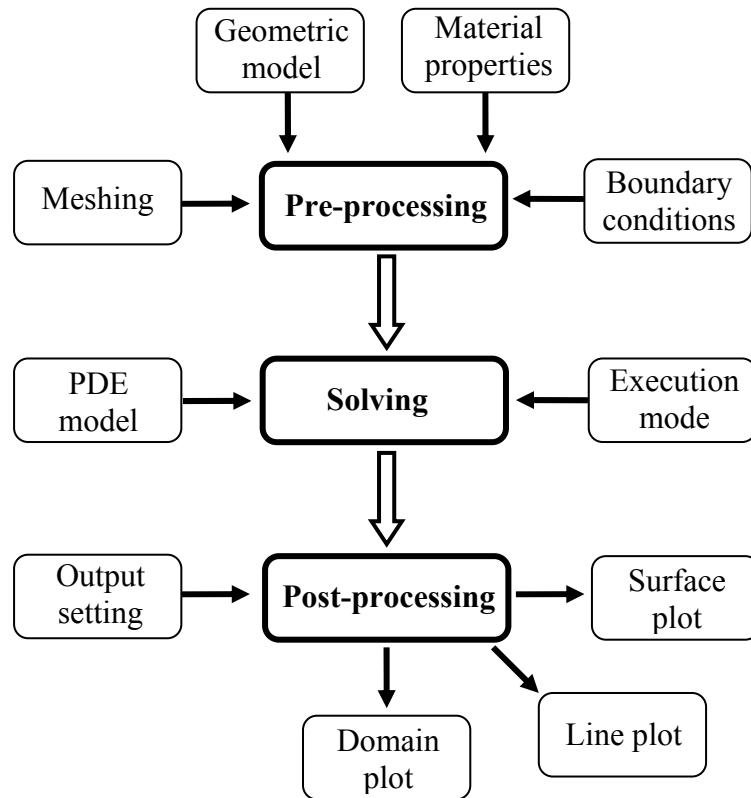 Geometric
model
Material
properties
Meshing
Pre-processing
Boundary
conditions
PDE
model
Solving
Execution
mode
Output
setting
Post-processing
Surface
plot
Domain
plot
Line plot